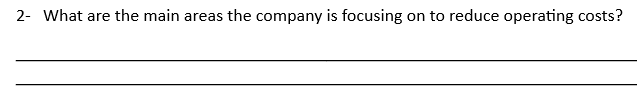 2- What are the main areas the company is focusing on to reduce operating costs?